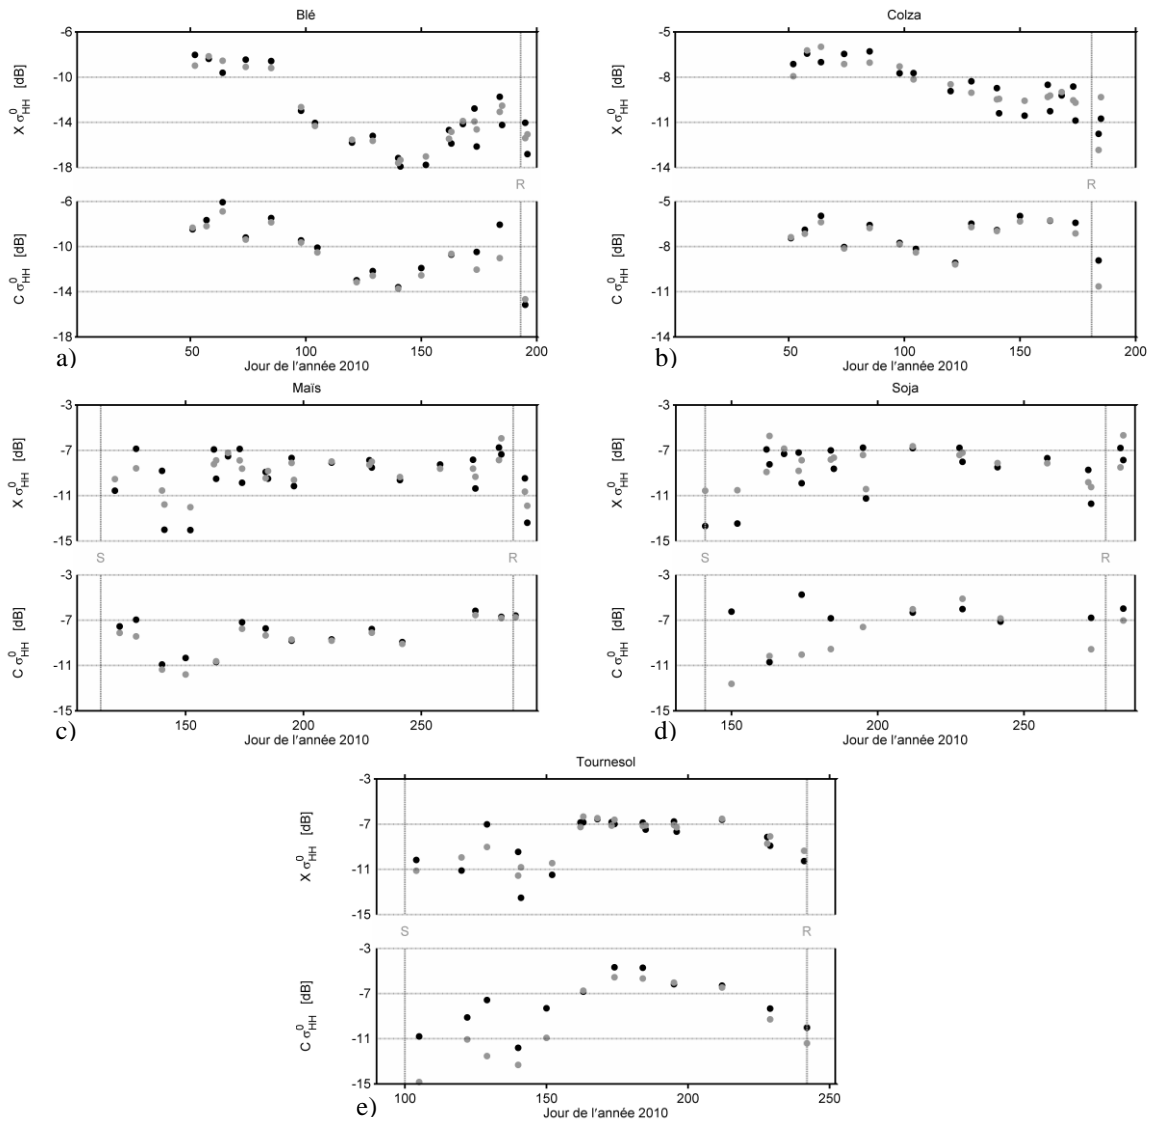 Blé
-6
-10
-14
-18
X σ⁰HH [dB]
R
-6
-10
-14
-18
C σ⁰HH [dB]
50 100 150 200
a)
Jour de l'année 2010
Colza
-5
-8
-11
-14
X σ⁰HH [dB]
R
-5
-8
-11
-14
C σ⁰HH [dB]
50 100 150 200
b)
Jour de l'année 2010
Maïs
-3
-7
-11
-15
X σ⁰HH [dB]
S R
-3
-7
-11
-15
C σ⁰HH [dB]
150 200 250
c)
Jour de l'année 2010
Soja
-3
-7
-11
-15
X σ⁰HH [dB]
S R
-3
-7
-11
-15
C σ⁰HH [dB]
150 200 250
d)
Jour de l'année 2010
Tournesol
-3
-7
-11
-15
X σ⁰HH [dB]
S R
-3
-7
-11
-15
C σ⁰HH [dB]
100 150 200 250
e)
Jour de l'année 2010